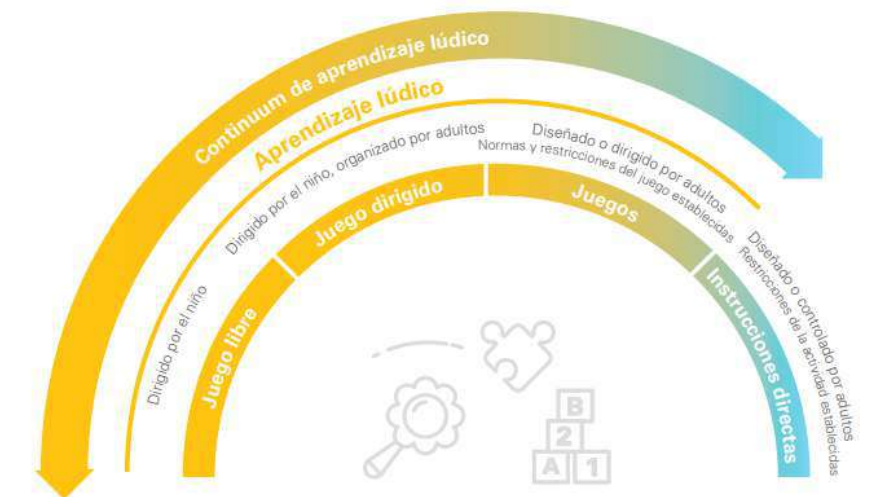 Continuum de aprendizaje lúdico
Aprendizaje lúdico
Dirigido por el niño
Dirigido por el niño, organizado por adultos
Diseñado o dirigido por adultos
Normas y restricciones del juego establecidas
Diseñado o controlado por adultos
Restricciones de la actividad establecidas
Juego libre
Juego dirigido
Juegos
Instrucciones directas
B
2
A 1